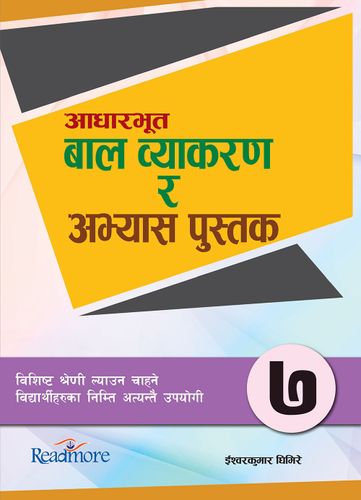 आधारभूत
बाल व्याकरण
र
अभ्यास पुस्तक
विशिष्ट श्रेणी ल्याउन चाहने
विद्यार्थीहरुका निम्ति अत्यन्तै उपयोगी
७
ईश्वरकुमार घिमिरे
Readmore